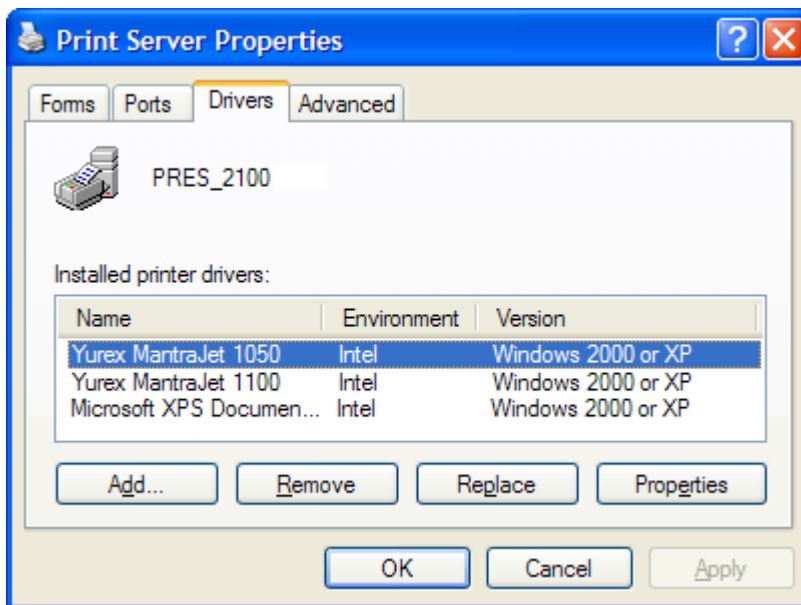 Print Server Properties
Forms Ports Drivers Advanced
PRES_2100
Installed printer drivers:
Name Environment Version
Yurex MantraJet 1050 Intel Windows 2000 or XP
Yurex MantraJet 1100 Intel Windows 2000 or XP
Microsoft XPS Documen... Intel Windows 2000 or XP
Add... Remove Replace Properties
OK Cancel Apply